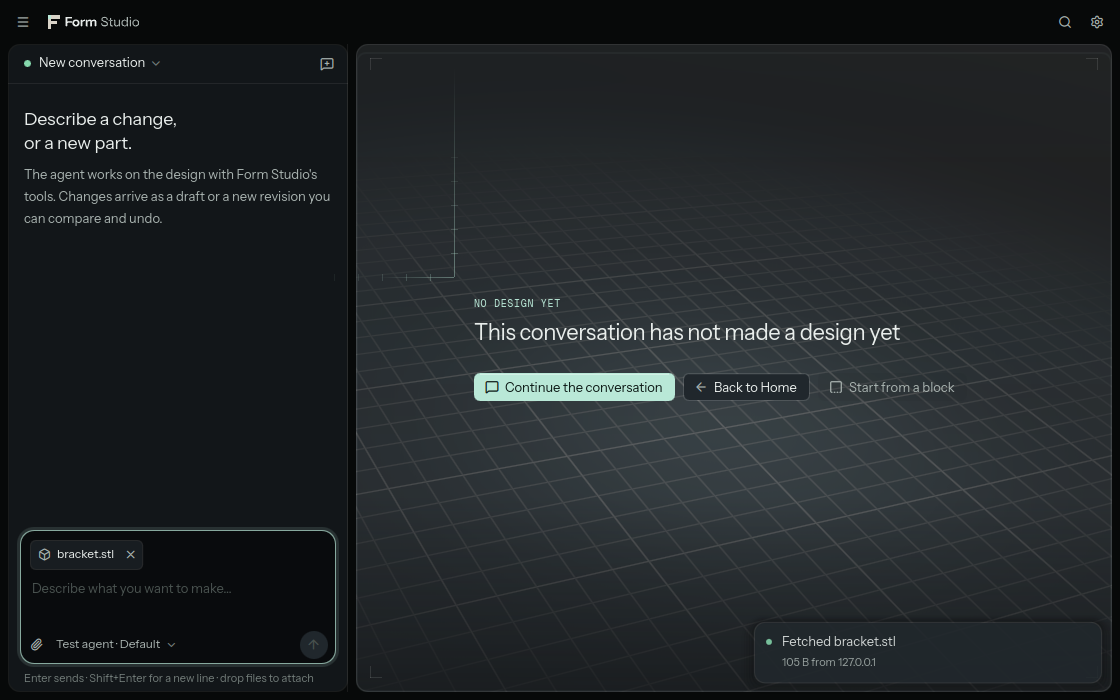 Form Studio
New conversation
Describe a change,
or a new part.
The agent works on the design with Form Studio's
tools. Changes arrive as a draft or a new revision you
can compare and undo.
NO DESIGN YET
This conversation has not made a design yet
Continue the conversation
Back to Home
Start from a block
bracket.stl
Describe what you want to make...
Test agent · Default
Enter sends · Shift+Enter for a new line · drop files to attach
Fetched bracket.stl
105 B from 127.0.0.1